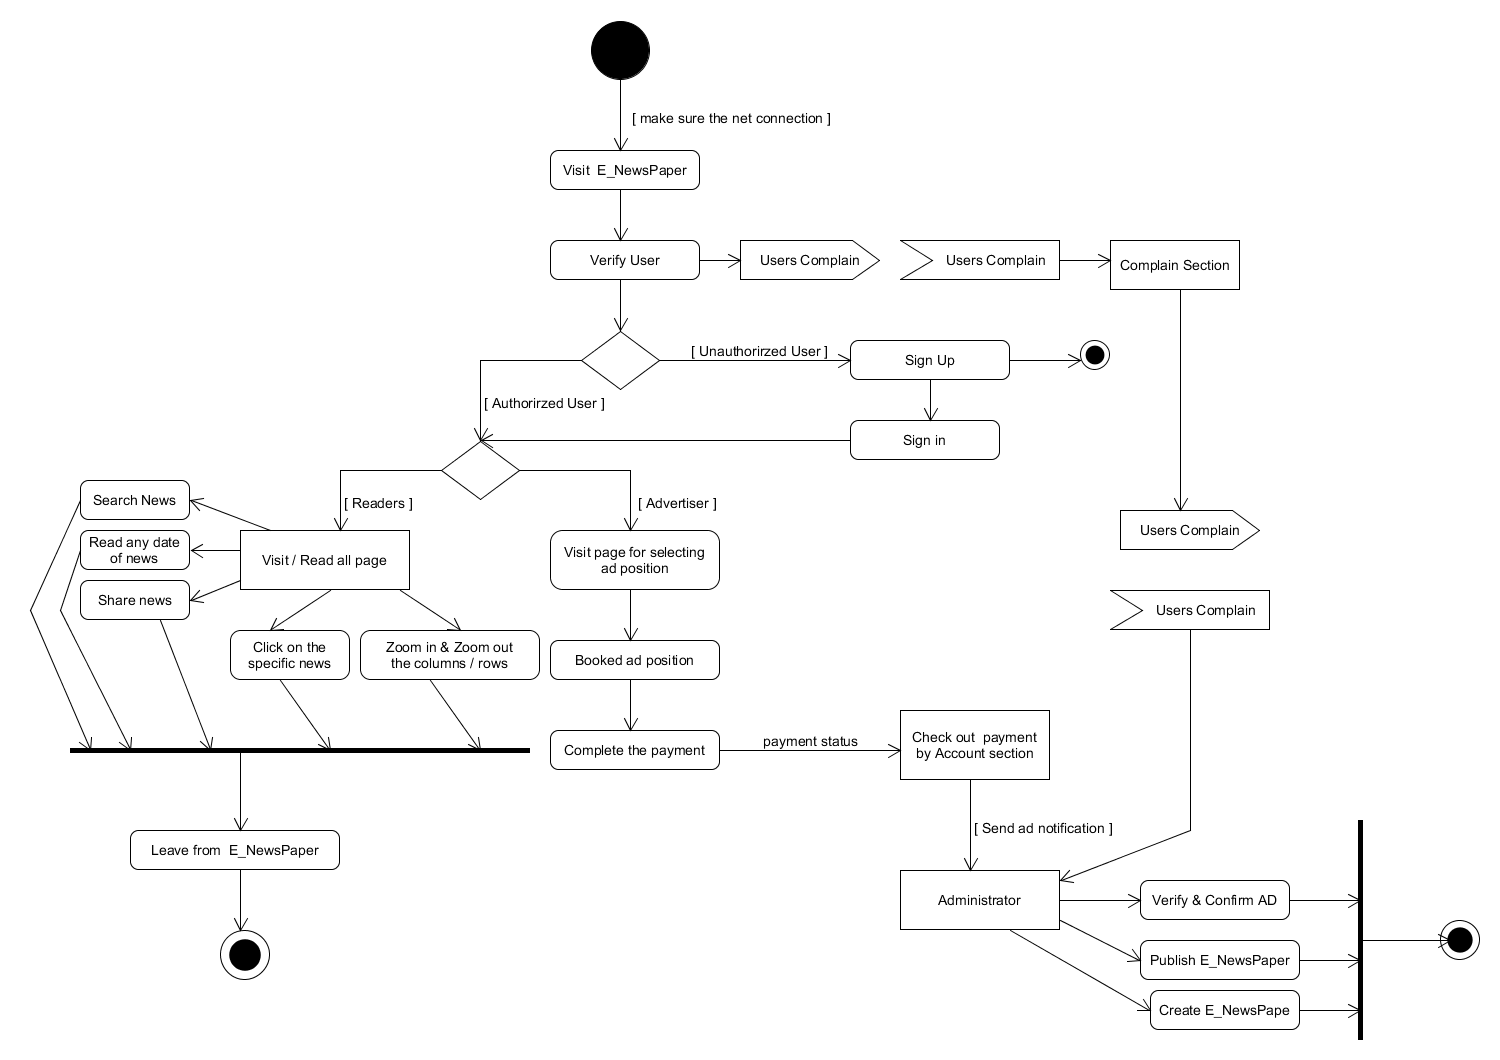 [ make sure the net connection ]
Visit E_NewsPaper
Verify User
Users Complain
Users Complain
Complain Section
[ Unauthorirzed User ]
Sign Up
[ Authorirzed User ]
Sign in
Search News
[ Readers ]
[ Advertiser ]
Read any date
of news
Visit / Read all page
Visit page for selecting
ad position
Users Complain
Share news
Click on the
specific news
Zoom in & Zoom out
the columns / rows
Booked ad position
Users Complain
Complete the payment
payment status
Check out payment
by Account section
[ Send ad notification ]
Leave from E_NewsPaper
Administrator
Verify & Confirm AD
Publish E_NewsPaper
Create E_NewsPape